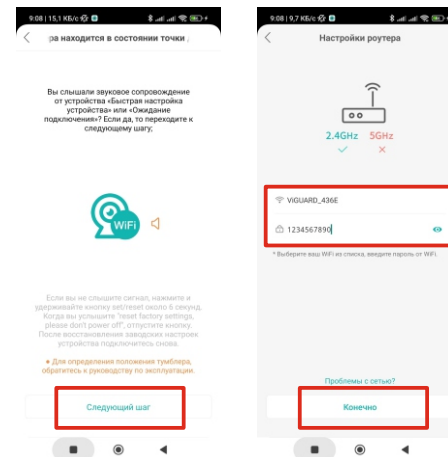 9:08 | 15,1 КБ/с
ра находится в состоянии точки
Вы слышали звуковое сопровождение
от устройства «Быстрая настройка
устройства» или «Ожидание
подключения»? Если да, то переходите к
следующему шагу;
WiFi
Если вы не слышите сигнал, нажмите и
удерживайте кнопку set/reset около 6 секунд.
Когда вы услышите "reset factory settings,
please don't power off", отпустите кнопку.
После восстановления заводских настроек
устройства подключитесь снова.
• Для определения положения тумблера,
обратитесь к руководству по эксплуатации.
Следующий шаг
9:08 | 9,7 КБ/с
Настройки роутера
2.4GHz 5GHz
ViGUARD_436E
1234567890
* Выберите ваш WiFi из списка, введите пароль от WiFi.
Проблемы с сетью?
Конечно